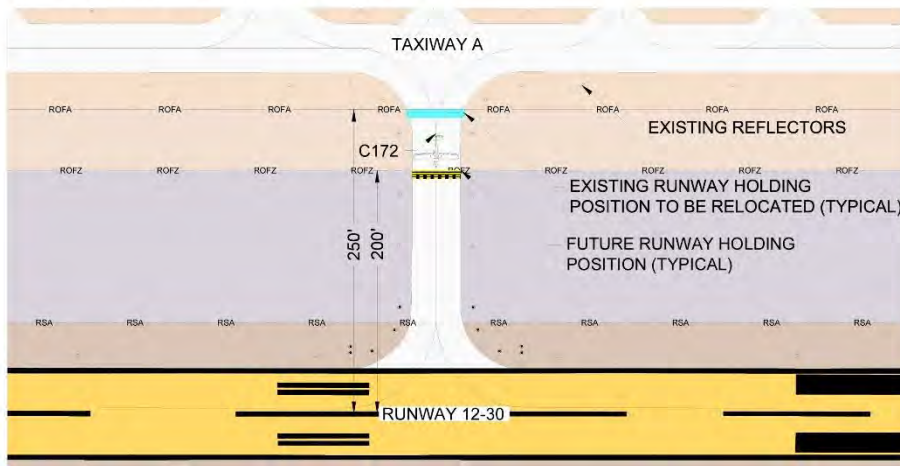 TAXIWAY A
ROFA ROFA ROFA ROFA ROFA ROFA ROFA ROFA
EXISTING REFLECTORS
C172
ROFZ ROFZ ROFZ ROFZ ROFZ ROFZ ROFZ ROFZ
EXISTING RUNWAY HOLDING
POSITION TO BE RELOCATED (TYPICAL)
250'
200'
FUTURE RUNWAY HOLDING
POSITION (TYPICAL)
RSA RSA RSA RSA RSA RSA RSA RSA RSA RSA
RUNWAY 12-30